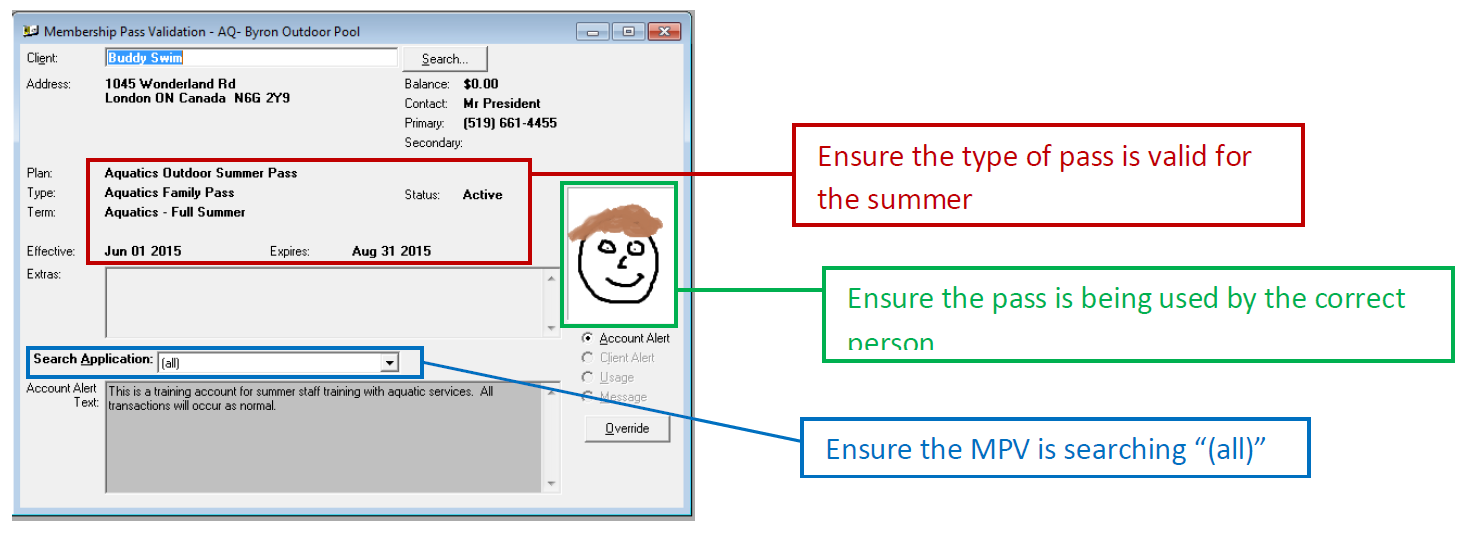 Membership Pass Validation - AQ- Byron Outdoor Pool
Client: Buddy Swim Search...
Address: 1045 Wonderland Rd Balance: $0.00
London ON Canada N6G 2Y9 Contact: Mr President
Primary: (519) 661-4455
Secondary:
Plan: Aquatics Outdoor Summer Pass
Type: Aquatics Family Pass Status: Active
Term: Aquatics - Full Summer
Effective: Jun 01 2015 Expires: Aug 31 2015
Extras:
Account Alert
Client Alert
Usage
Message
Override
Search Application: (all)
Account Alert Text: This is a training account for summer staff training with aquatic services. All
transactions will occur as normal.
Ensure the type of pass is valid for
the summer
Ensure the pass is being used by the correct
person
Ensure the MPV is searching “(all)”